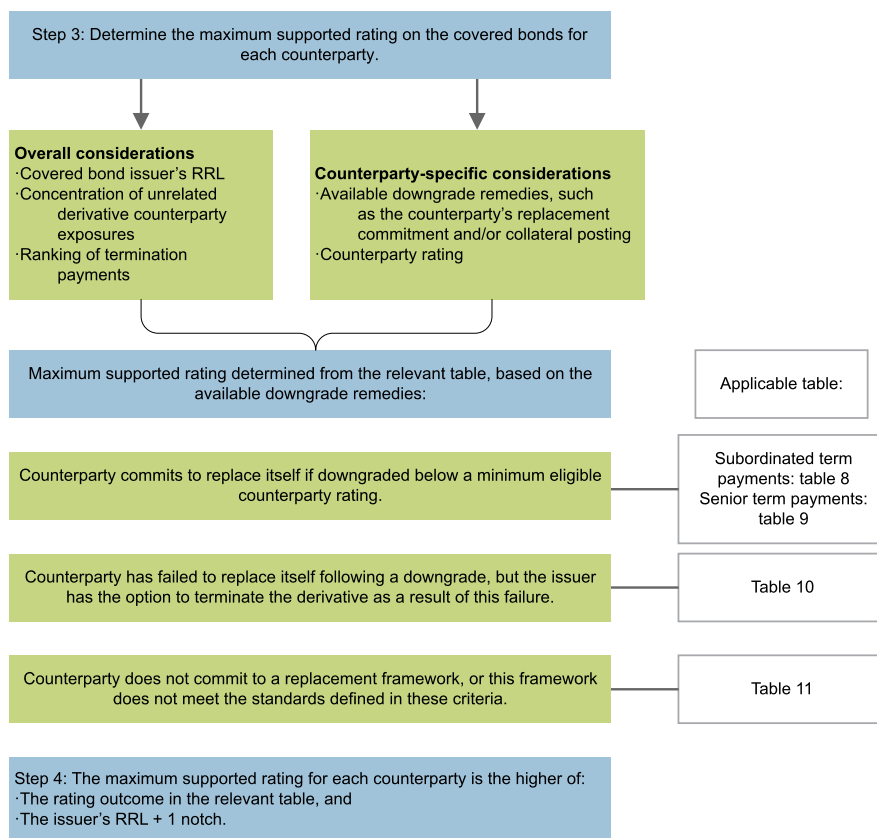 Step 3: Determine the maximum supported rating on the covered bonds for
each counterparty.
Overall considerations
·Covered bond issuer's RRL
·Concentration of unrelated
derivative counterparty
exposures
·Ranking of termination
payments
Counterparty-specific considerations
·Available downgrade remedies, such
as the counterparty's replacement
commitment and/or collateral posting
·Counterparty rating
Maximum supported rating determined from the relevant table, based on the
available downgrade remedies:
Applicable table:
Counterparty commits to replace itself if downgraded below a minimum eligible
counterparty rating.
Subordinated term
payments: table 8
Senior term payments:
table 9
Counterparty has failed to replace itself following a downgrade, but the issuer
has the option to terminate the derivative as a result of this failure.
Table 10
Counterparty does not commit to a replacement framework, or this framework
does not meet the standards defined in these criteria.
Table 11
Step 4: The maximum supported rating for each counterparty is the higher of:
·The rating outcome in the relevant table, and
·The issuer's RRL + 1 notch.